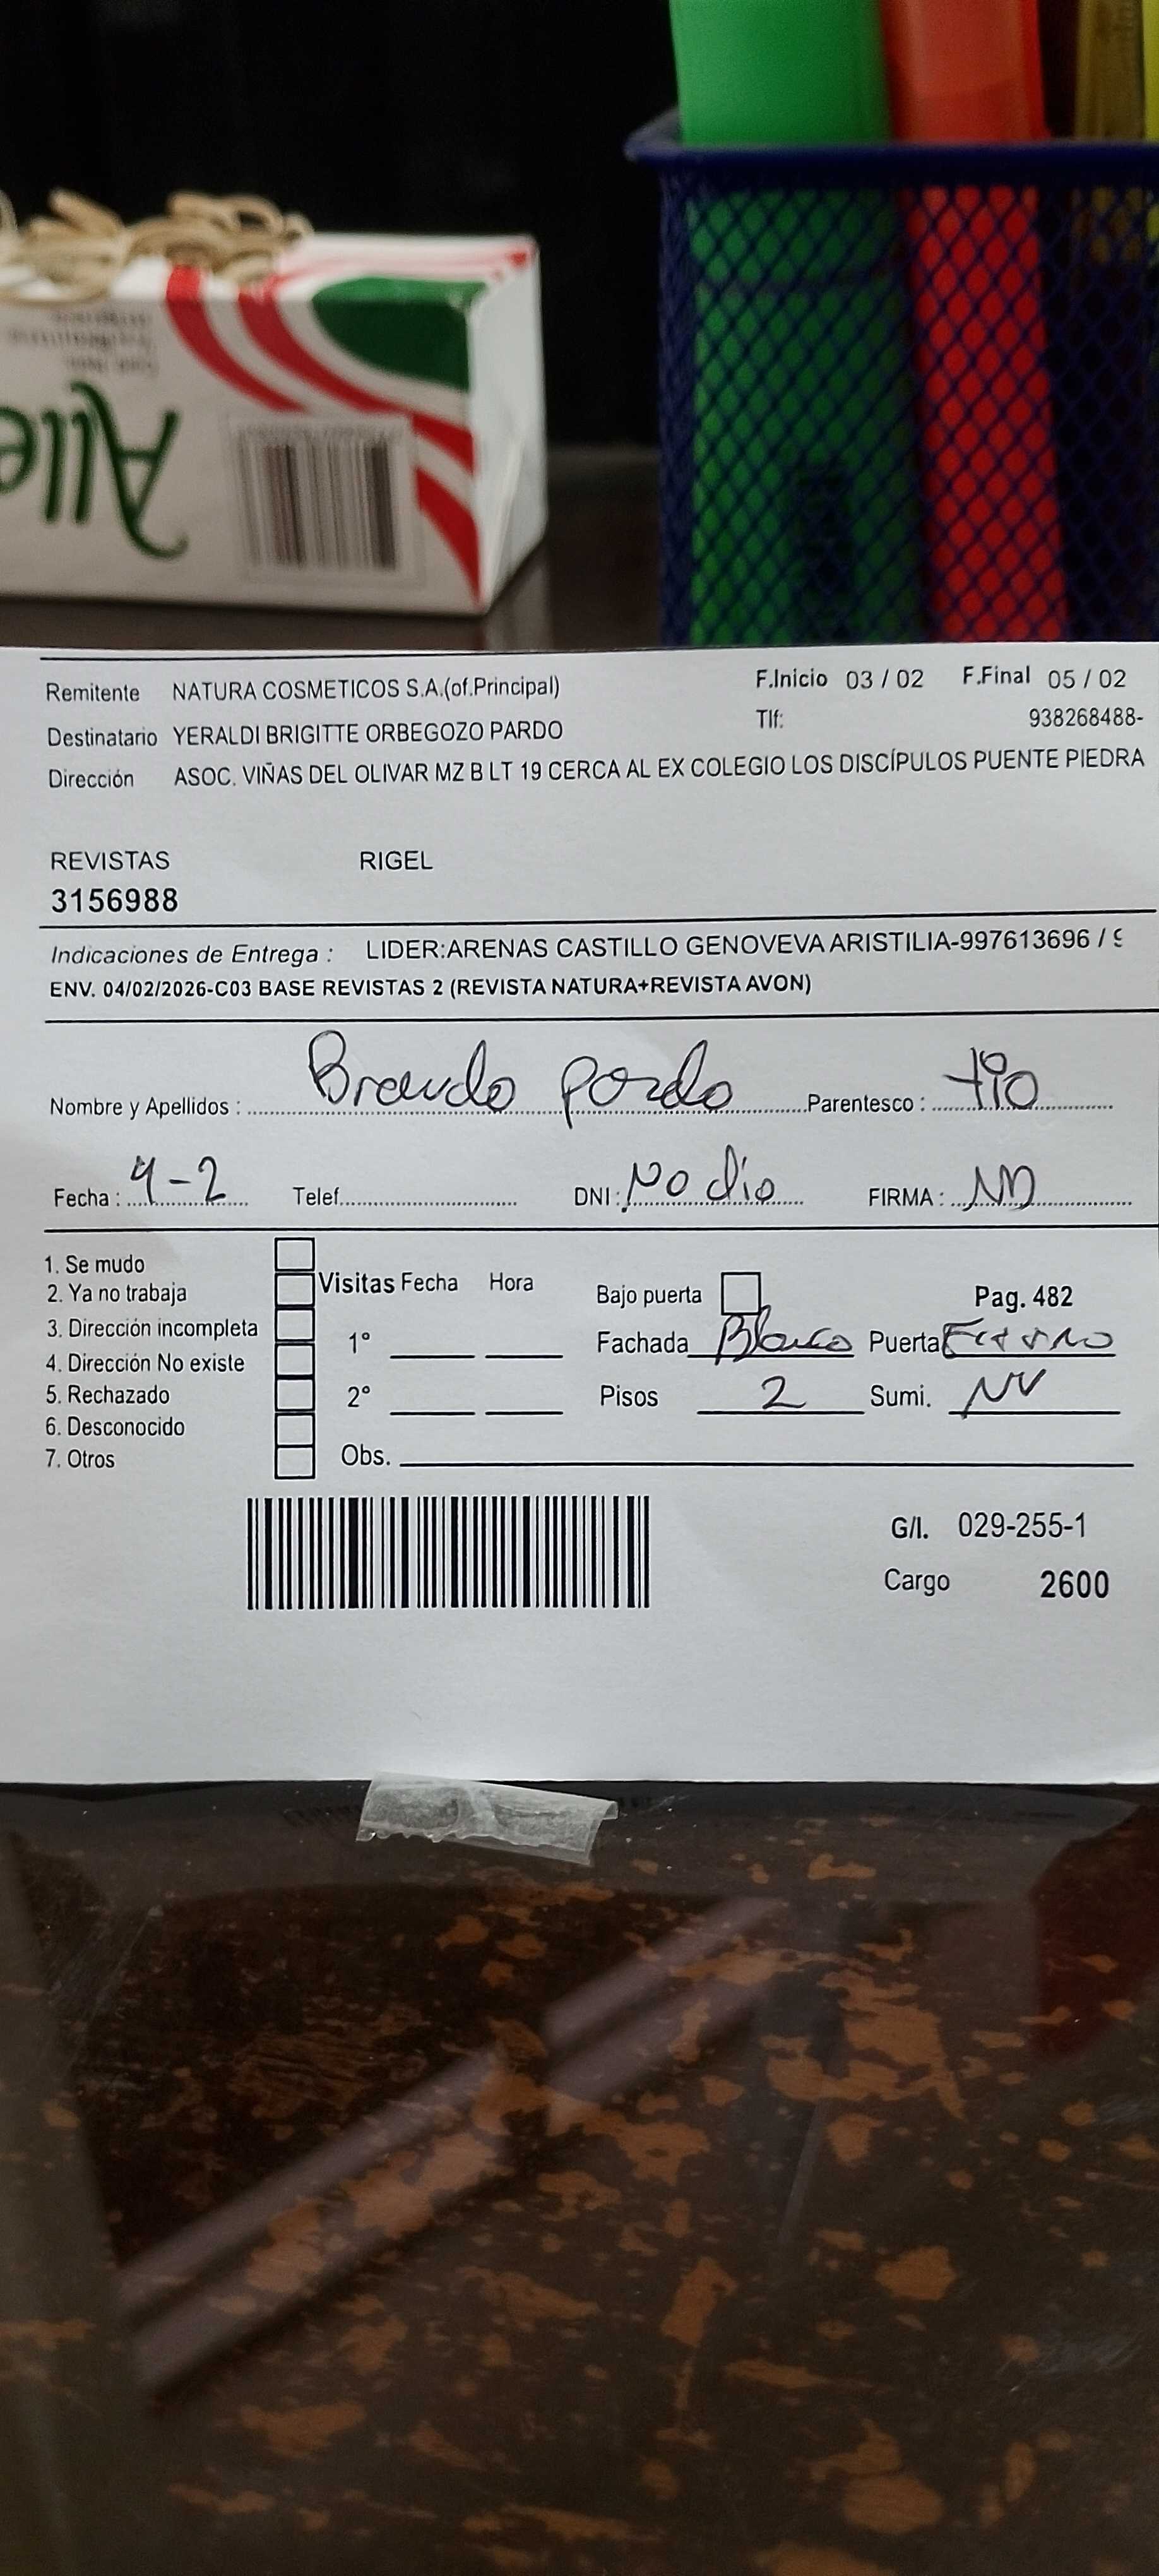 Alle
Remitente NATURA COSMETICOS S.A.(of.Principal) F.Inicio 03 / 02 F.Final 05 / 02
Destinatario YERALDI BRIGITTE ORBEGOZO PARDO Tlf: 938268488-
Dirección ASOC. VIÑAS DEL OLIVAR MZ B LT 19 CERCA AL EX COLEGIO LOS DISCÍPULOS PUENTE PIEDRA
REVISTAS RIGEL
3156988
Indicaciones de Entrega : LIDER:ARENAS CASTILLO GENOVEVA ARISTILIA-997613696 / 9
ENV. 04/02/2026-C03 BASE REVISTAS 2 (REVISTA NATURA+REVISTA AVON)
Nombre y Apellidos : Brando pardo Parentesco : tio
Fecha : 4-2 Telef. DNI : No dio FIRMA : ND
1. Se mudo
2. Ya no trabaja Visitas Fecha Hora Bajo puerta Pag. 482
3. Dirección incompleta 1° Fachada Blanco Puerta
4. Dirección No existe
5. Rechazado 2° Pisos 2 Sumi. NV
6. Desconocido
7. Otros Obs.
G/I. 029-255-1
Cargo 2600